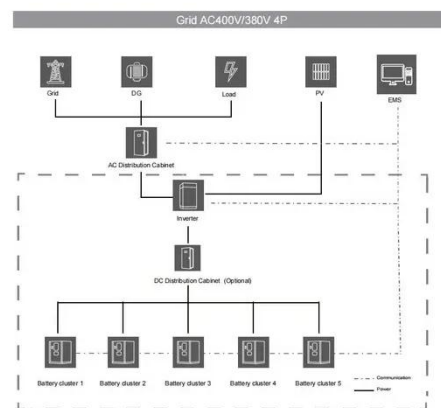 Grid AC400V/380V 4P
Grid
DG
Load
PV
EMS
AC Distribution Cabinet
Inverter
DC Distribution Cabinet (Optional)
Battery cluster 1
Battery cluster 2
Battery cluster 3
Battery cluster 4
Battery cluster 5
Communication
Power